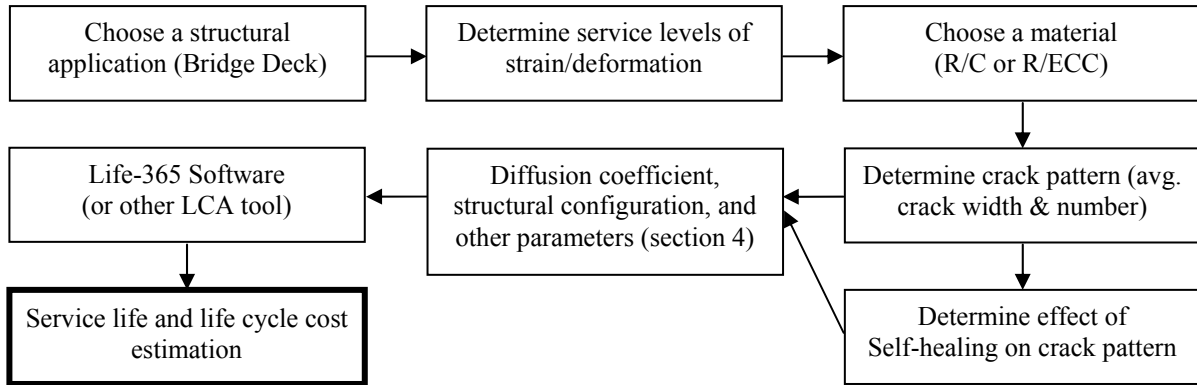 Choose a structural
application (Bridge Deck)
Determine service levels of
strain/deformation
Choose a material
(R/C or R/ECC)
Determine crack pattern (avg.
crack width & number)
Determine effect of
Self-healing on crack pattern
Diffusion coefficient,
structural configuration, and
other parameters (section 4)
Life-365 Software
(or other LCA tool)
Service life and life cycle cost
estimation